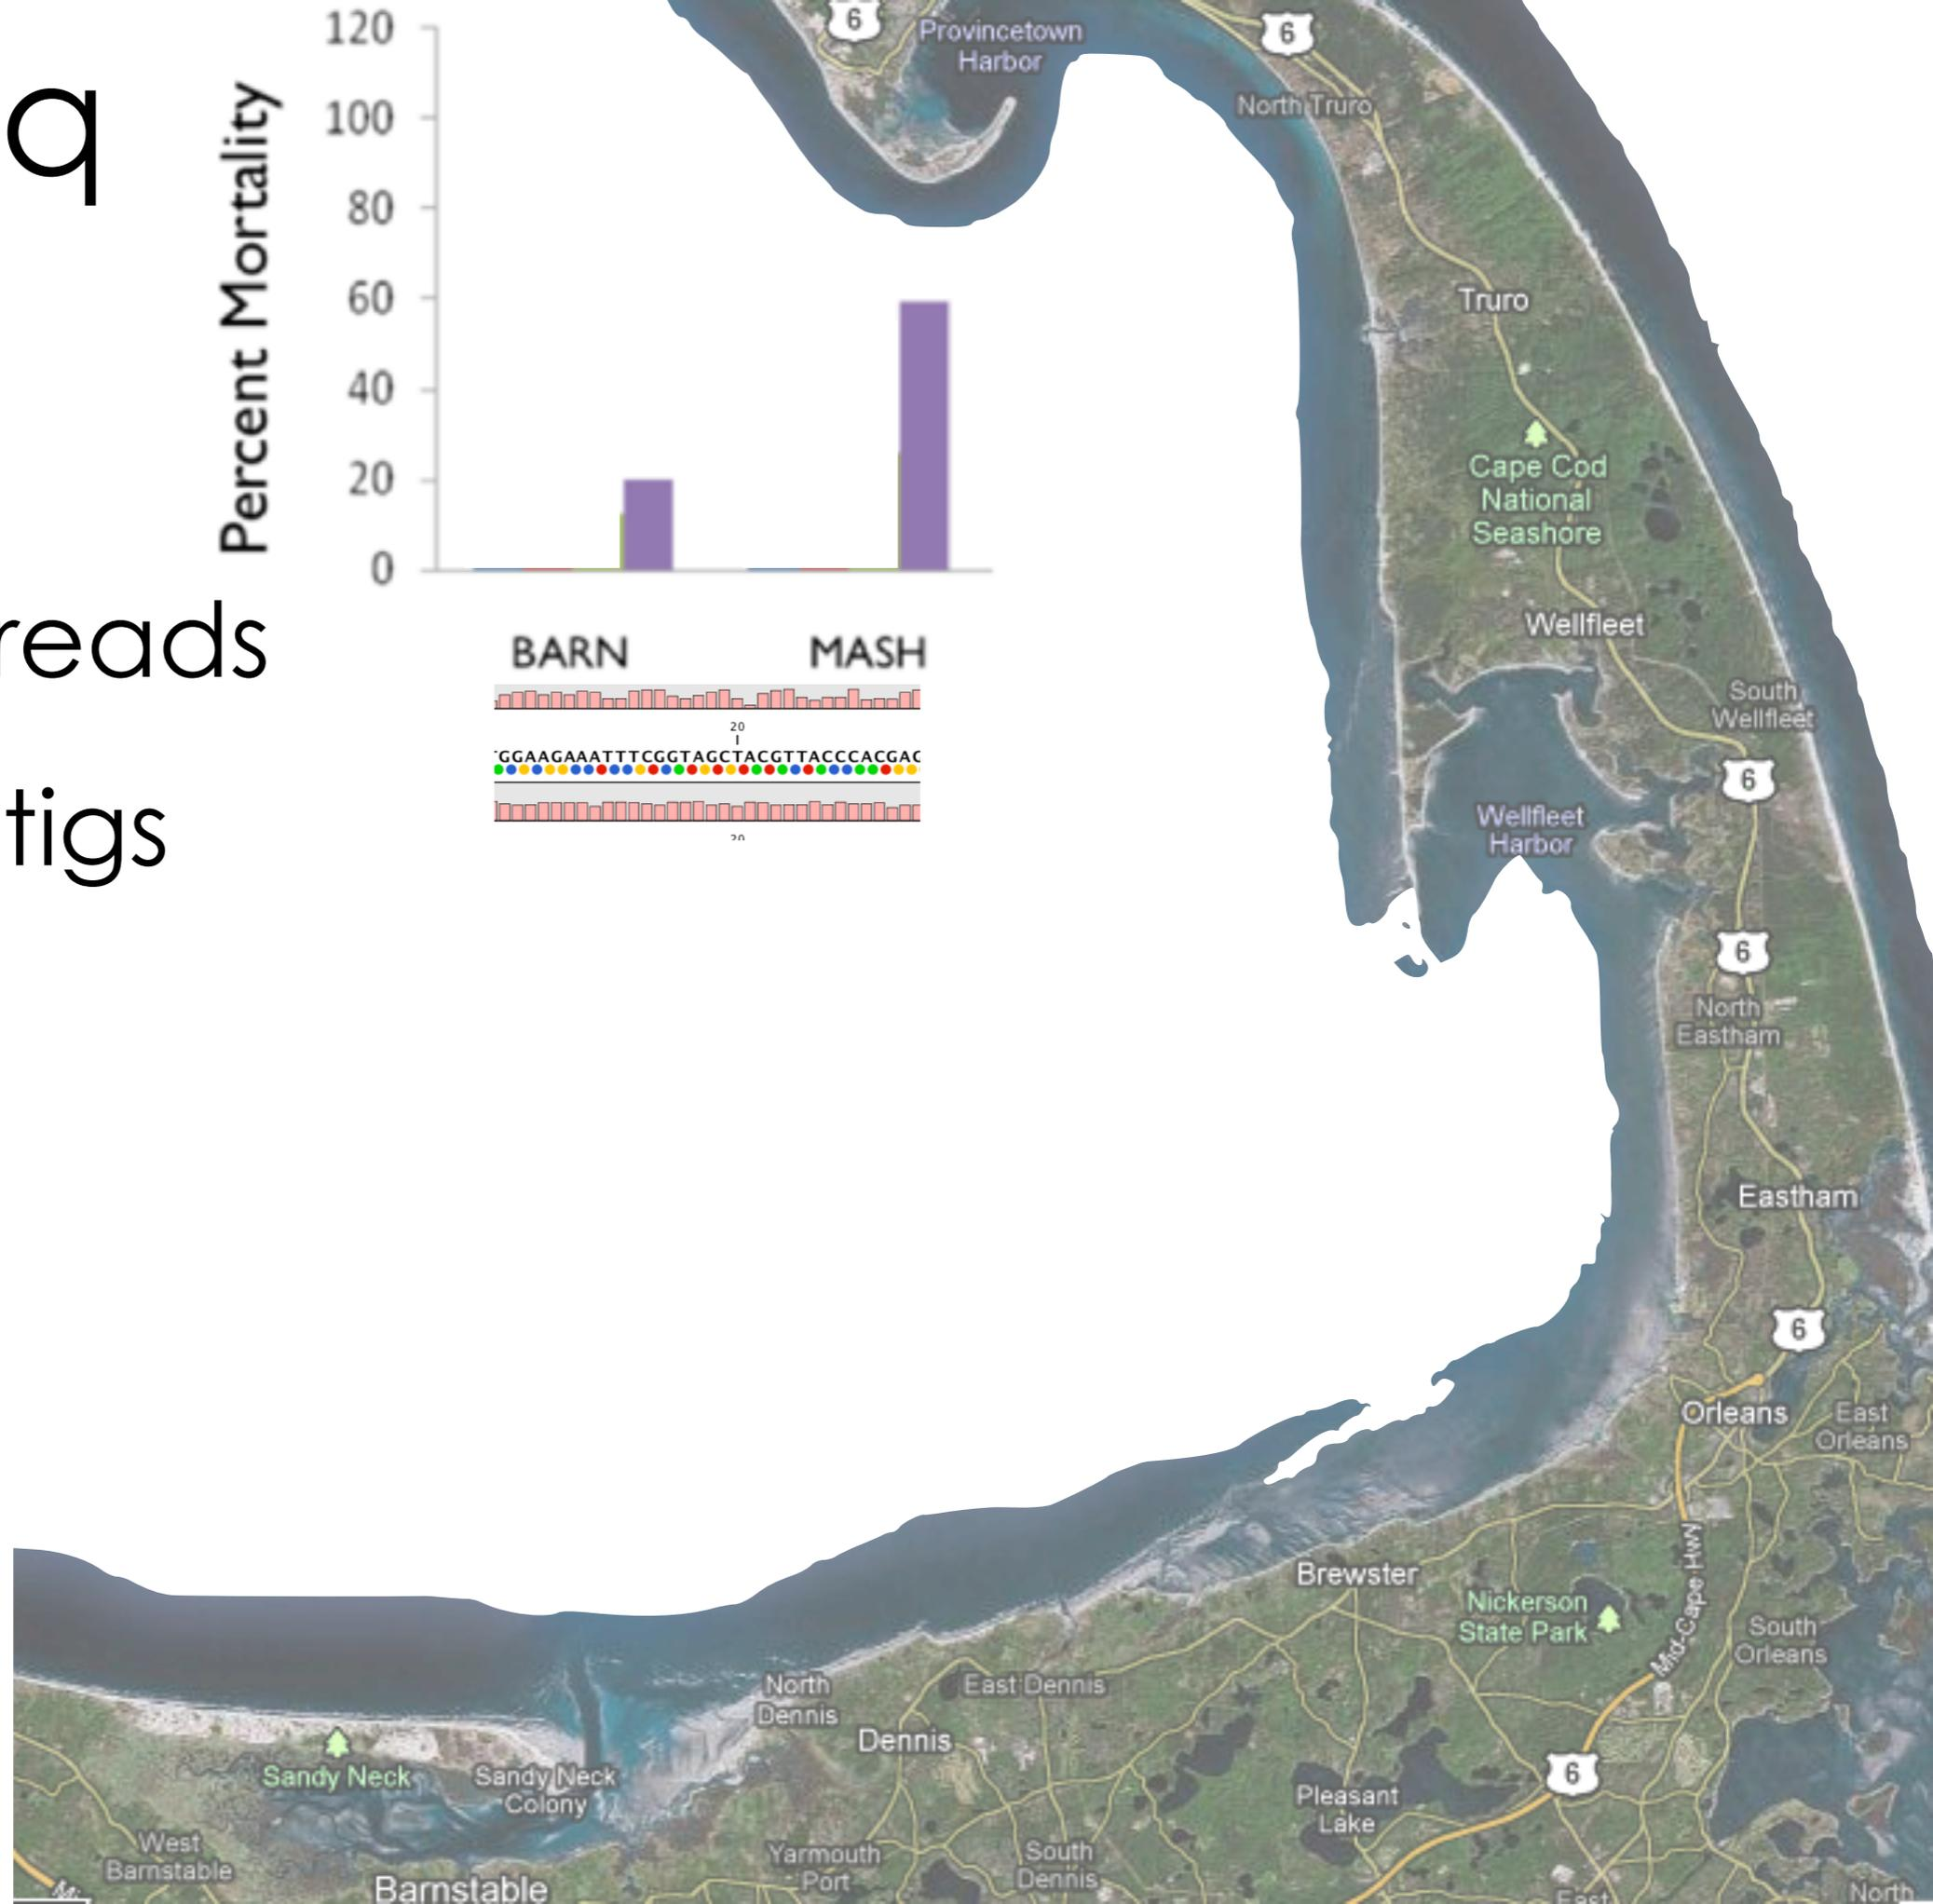 q
reads
tigs
Percent Mortality
120
100
80
60
40
20
0
BARN MASH
20
GGAAGAAATTTCGGTAGCTACGTTACCCACGAG
6
Provincetown
Harbor
6
North Truro
Truro
Cape Cod
National
Seashore
Wellfleet
South
Wellfleet
6
Wellfleet
Harbor
6
North
Eastham
Eastham
6
Orleans
East
Orleans
Brewster
Nickerson
State Park
Mid-Cape Hwy
South
Orleans
North
Dennis
East Dennis
Dennis
Sandy Neck
Sandy Neck
Colony
6
Pleasant
Lake
West
Barnstable
Yarmouth
Port
South
Dennis
Barnstable
East
North